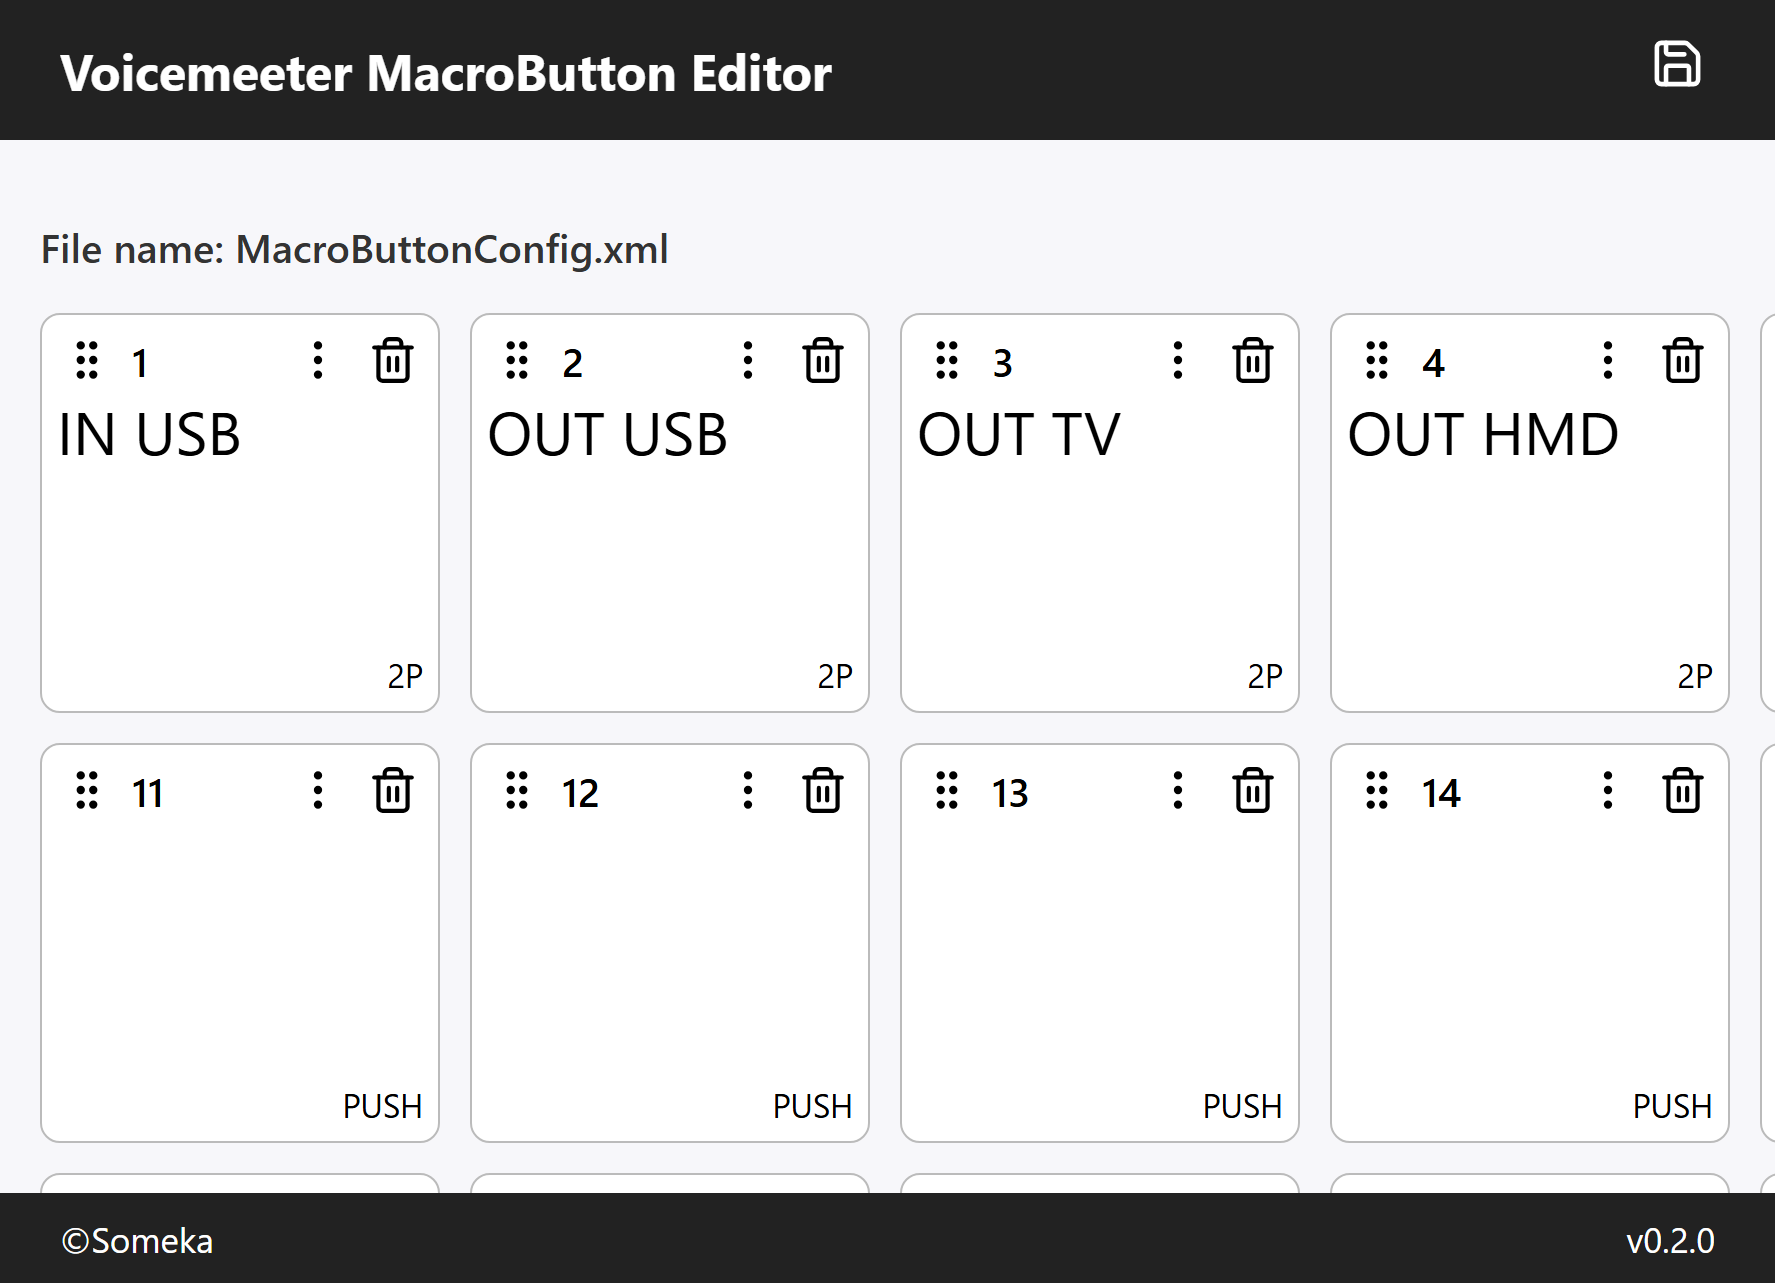 Voicemeeter MacroButton Editor
File name: MacroButtonConfig.xml
1
2
3
4
IN USB
OUT USB
OUT TV
OUT HMD
2P
2P
2P
2P
11
12
13
14
PUSH
PUSH
PUSH
PUSH
©Someka
v0.2.0